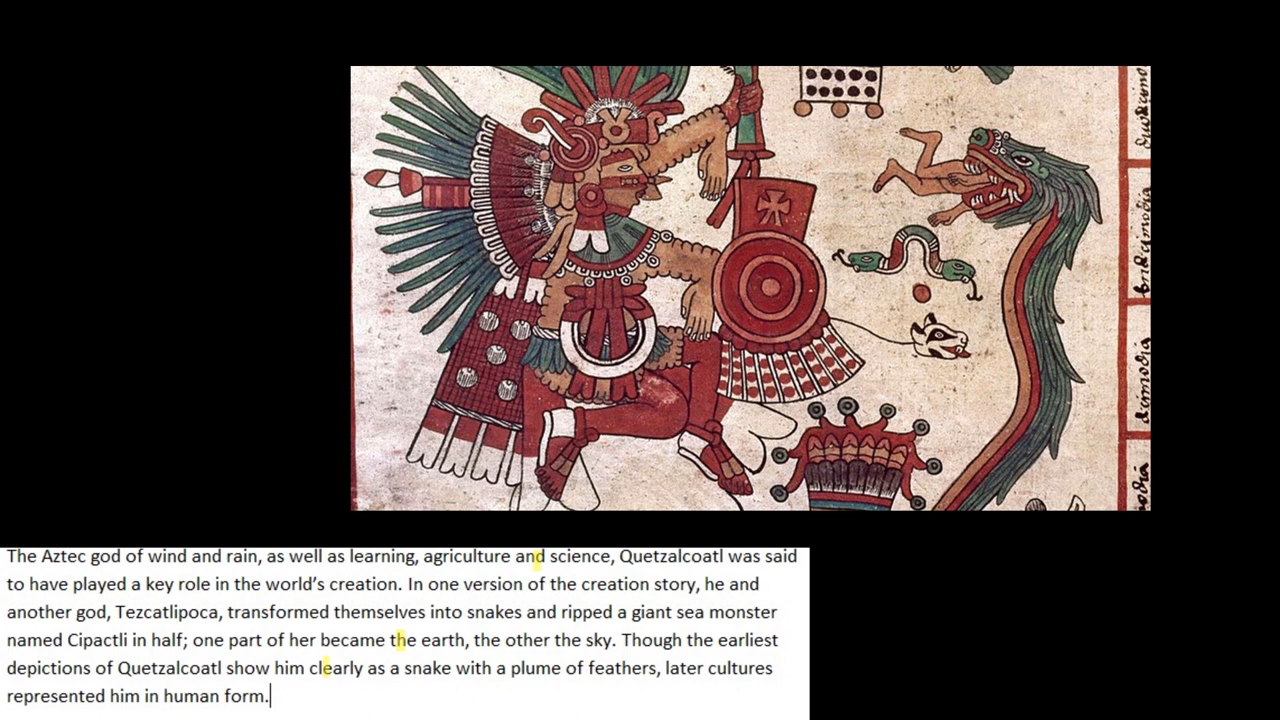 The Aztec god of wind and rain, as well as learning, agriculture and science, Quetzalcoatl was said
to have played a key role in the world’s creation. In one version of the creation story, he and
another god, Tezcatlipoca, transformed themselves into snakes and ripped a giant sea monster
named Cipactli in half; one part of her became the earth, the other the sky. Though the earliest
depictions of Quetzalcoatl show him clearly as a snake with a plume of feathers, later cultures
represented him in human form.